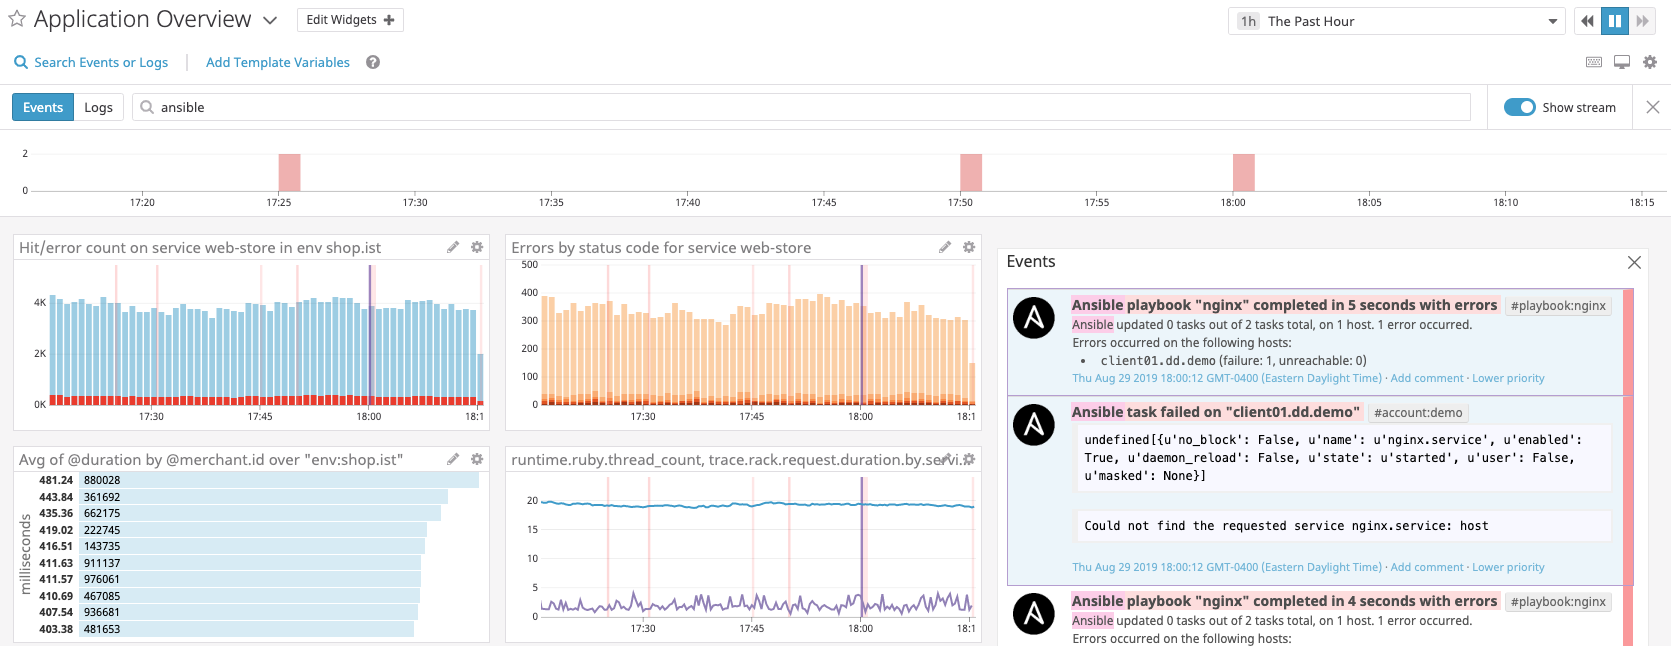 Application Overview
Edit Widgets +
1h The Past Hour
Search Events or Logs
Add Template Variables
?
Events
Logs
ansible
Show stream
2
0
17:20 17:25 17:30 17:35 17:40 17:45 17:50 17:55 18:00 18:05 18:10 18:15
Hit/error count on service web-store in env shop.ist
4K
2K
0K
17:30 17:45 18:00 18:1
Errors by status code for service web-store
500
400
300
200
100
0
17:30 17:45 18:00 18:1
Avg of @duration by @merchant.id over "env:shop.ist"
milliseconds
481.24 880028
443.84 361692
435.36 662175
419.02 222745
416.51 143735
411.63 911137
411.57 976061
410.69 467085
407.54 936681
403.38 481653
runtime.ruby.thread_count, trace.rack.request.duration.by.servi...
20
15
10
5
0
17:30 17:45 18:00 18:1
Events
Ansible playbook "nginx" completed in 5 seconds with errors #playbook:nginx
Ansible updated 0 tasks out of 2 tasks total, on 1 host. 1 error occurred.
Errors occurred on the following hosts:
• client01.dd.demo (failure: 1, unreachable: 0)
Thu Aug 29 2019 18:00:12 GMT-0400 (Eastern Daylight Time) · Add comment · Lower priority
Ansible task failed on "client01.dd.demo" #account:demo
undefined[{u'no_block': False, u'name': u'nginx.service', u'enabled':
True, u'daemon_reload': False, u'state': u'started', u'user': False,
u'masked': None}]
Could not find the requested service nginx.service: host
Thu Aug 29 2019 18:00:12 GMT-0400 (Eastern Daylight Time) · Add comment · Lower priority
Ansible playbook "nginx" completed in 4 seconds with errors #playbook:nginx
Ansible updated 0 tasks out of 2 tasks total, on 1 host. 1 error occurred.
Errors occurred on the following hosts: